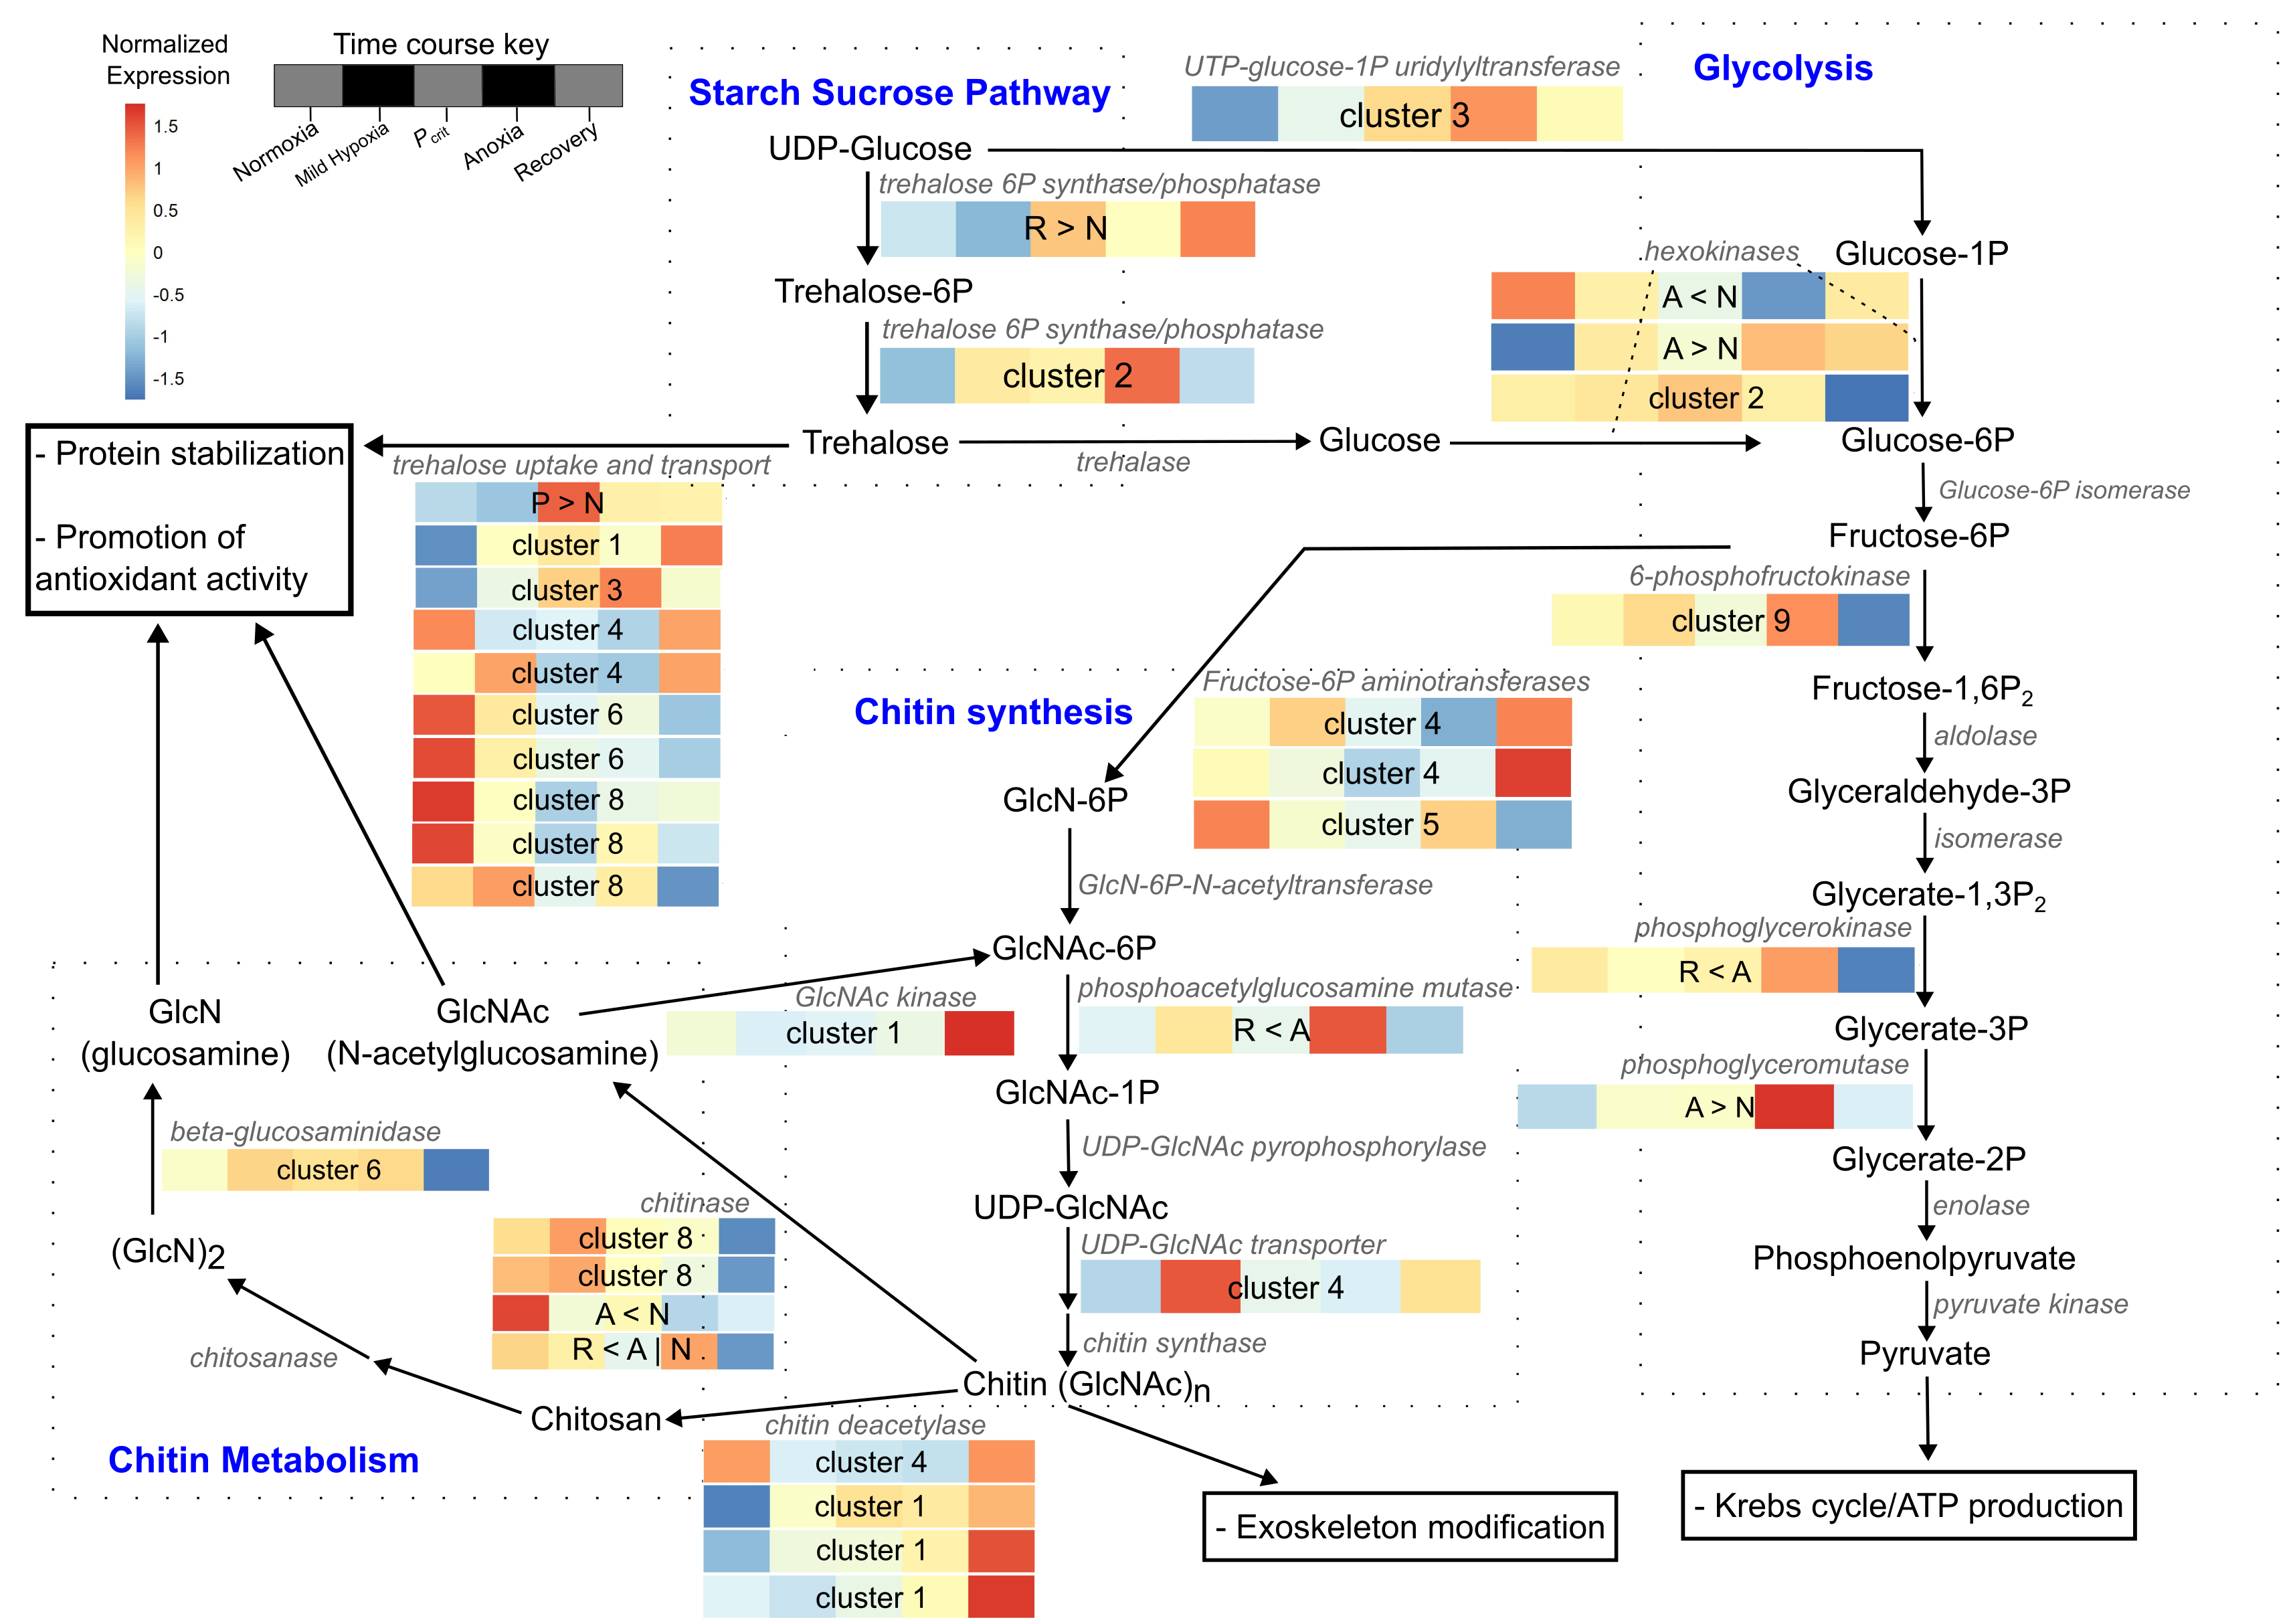 Normalized
Expression
1.5
1
0.5
0
-0.5
-1
-1.5
Time course key
Normoxia
Mild Hypoxia
Pcrit
Anoxia
Recovery
Starch Sucrose Pathway
UTP-glucose-1P uridylyltransferase
cluster 3
Glycolysis
UDP-Glucose
trehalose 6P synthase/phosphatase
R > N
Trehalose-6P
trehalose 6P synthase/phosphatase
cluster 2
hexokinases
Glucose-1P
A < N
A > N
cluster 2
Trehalose
trehalase
Glucose
Glucose-6P
- Protein stabilization
- Promotion of
antioxidant activity
trehalose uptake and transport
P > N
cluster 1
cluster 3
cluster 4
cluster 4
cluster 6
cluster 6
cluster 8
cluster 8
cluster 8
Glucose-6P isomerase
Fructose-6P
6-phosphofructokinase
cluster 9
Fructose-1,6P2
aldolase
Glyceraldehyde-3P
isomerase
Glycerate-1,3P2
phosphoglycerokinase
R < A
Glycerate-3P
phosphoglyceromutase
A > N
Glycerate-2P
enolase
Phosphoenolpyruvate
pyruvate kinase
Pyruvate
- Krebs cycle/ATP production
Chitin synthesis
Fructose-6P aminotransferases
cluster 4
cluster 4
cluster 5
GlcN-6P
GlcN-6P-N-acetyltransferase
GlcNAc-6P
phosphoacetylglucosamine mutase
R < A
GlcNAc-1P
UDP-GlcNAc pyrophosphorylase
UDP-GlcNAc
UDP-GlcNAc transporter
cluster 4
chitin synthase
Chitin (GlcNAc)n
- Exoskeleton modification
GlcN
(glucosamine)
GlcNAc
(N-acetylglucosamine)
GlcNAc kinase
cluster 1
beta-glucosaminidase
cluster 6
(GlcN)2
chitinase
cluster 8
cluster 8
A < N
R < A | N
chitosanase
Chitosan
chitin deacetylase
cluster 4
cluster 1
cluster 1
cluster 1
Chitin Metabolism